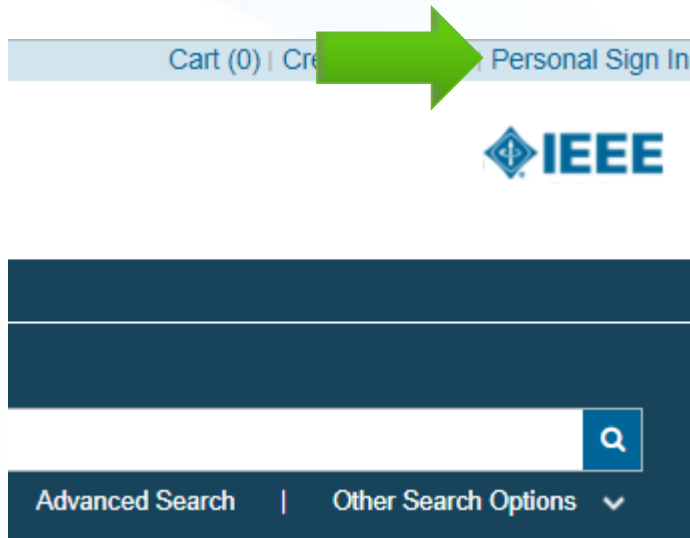 Cart (0) | Cre | Personal Sign In
IEEE
Advanced Search | Other Search Options